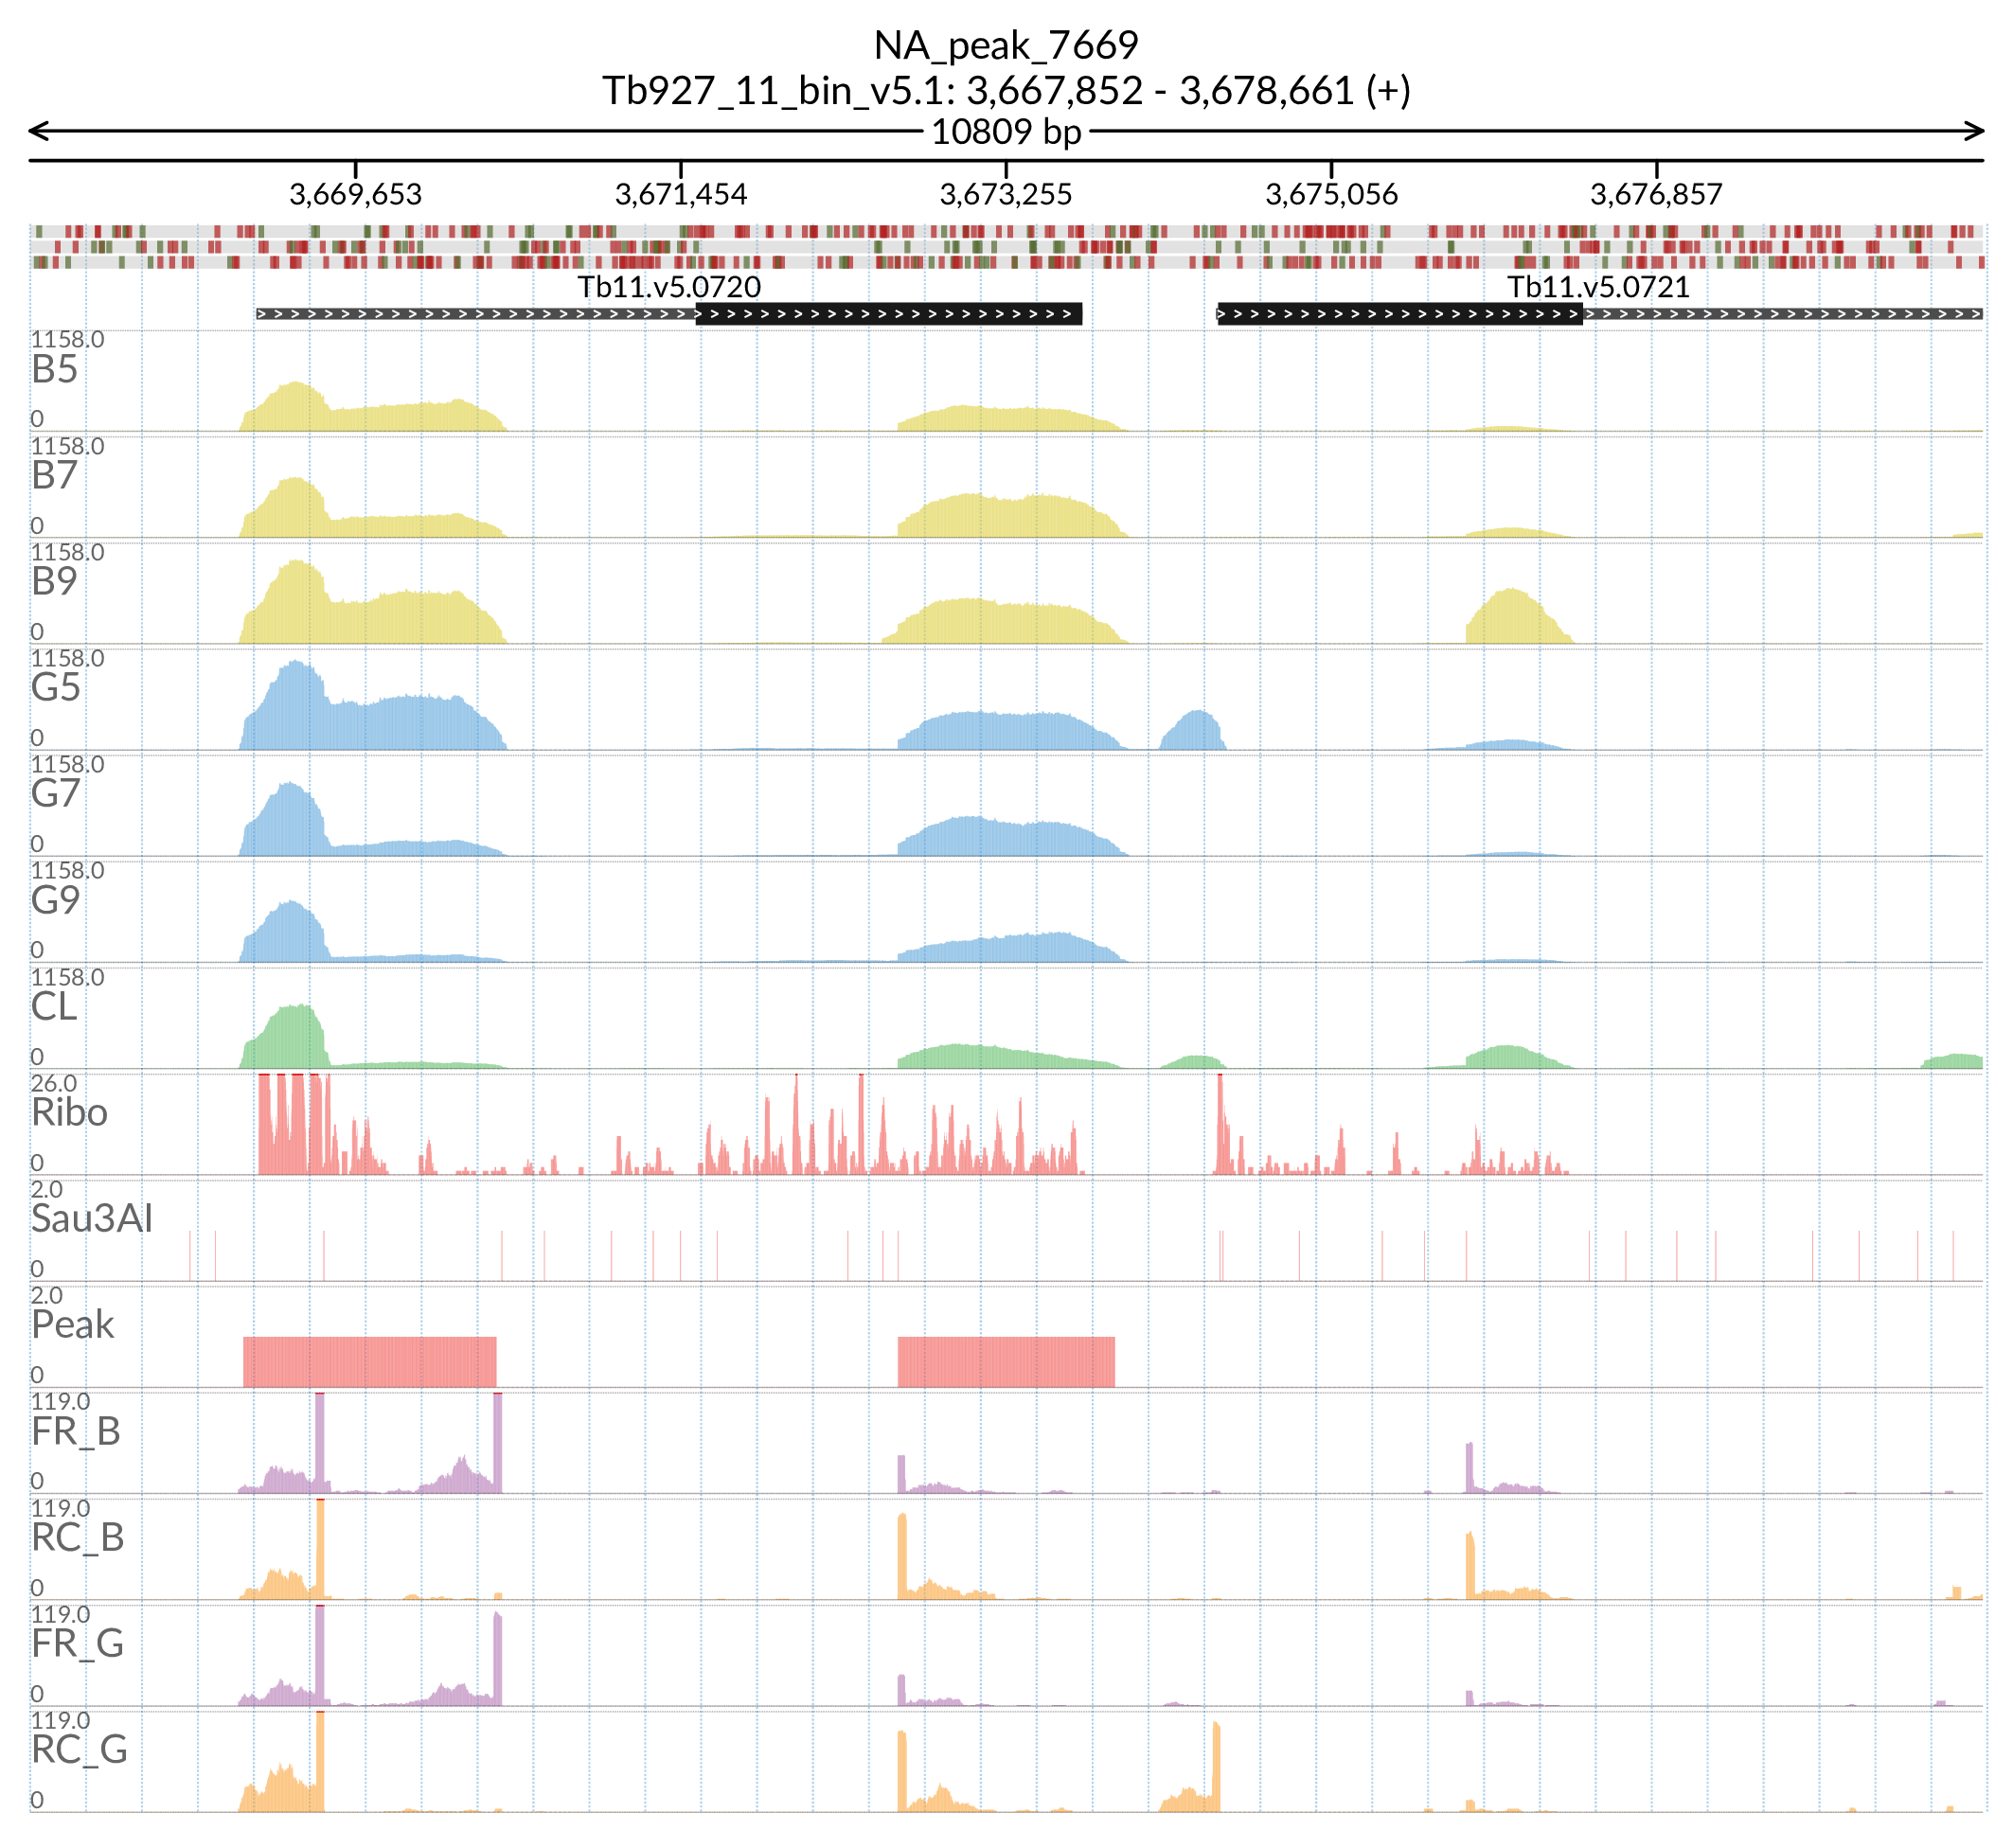 NA_peak_7669
Tb927_11_bin_v5.1: 3,667,852 - 3,678,661 (+)
10809 bp
3,669,653 3,671,454 3,673,255 3,675,056 3,676,857
Tb11.v5.0720 Tb11.v5.0721
1158.0
B5
0
1158.0
B7
0
1158.0
B9
0
1158.0
G5
0
1158.0
G7
0
1158.0
G9
0
1158.0
CL
0
26.0
Ribo
0
2.0
Sau3AI
0
2.0
Peak
0
119.0
FR_B
0
119.0
RC_B
0
119.0
FR_G
0
119.0
RC_G
0